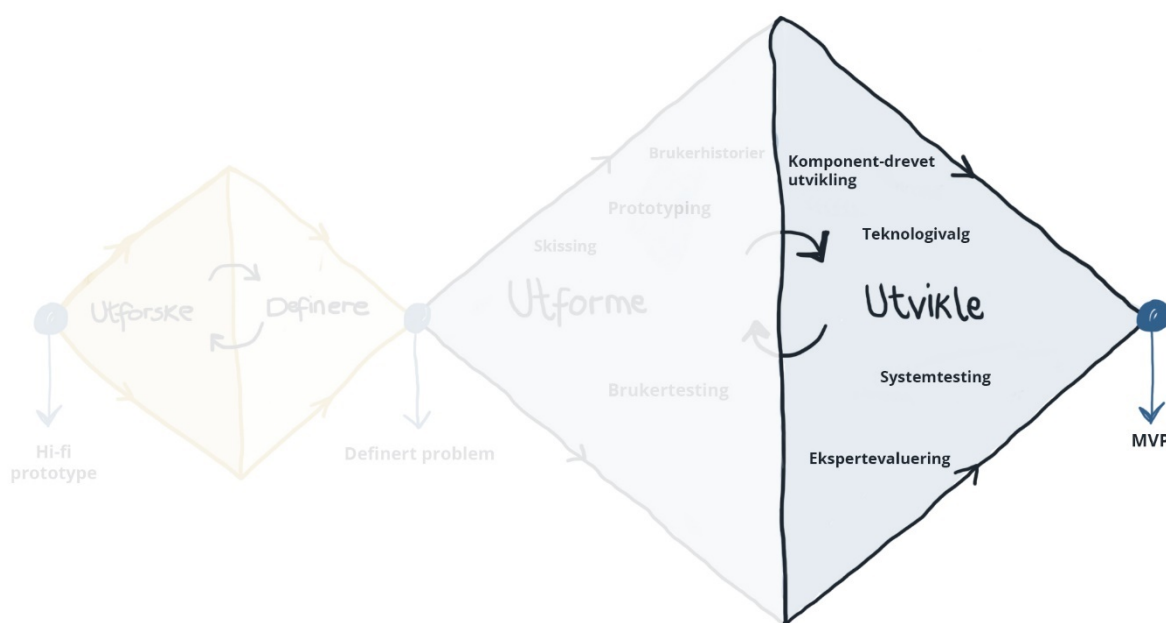 Utforske
Definere
Hi-fi
prototype
Definert problem
Brukerhistorier
Prototyping
Skissing
Utforme
Brukertesting
Komponent-drevet
utvikling
Teknologivalg
Utvikle
Systemtesting
Ekspertevaluering
MVP